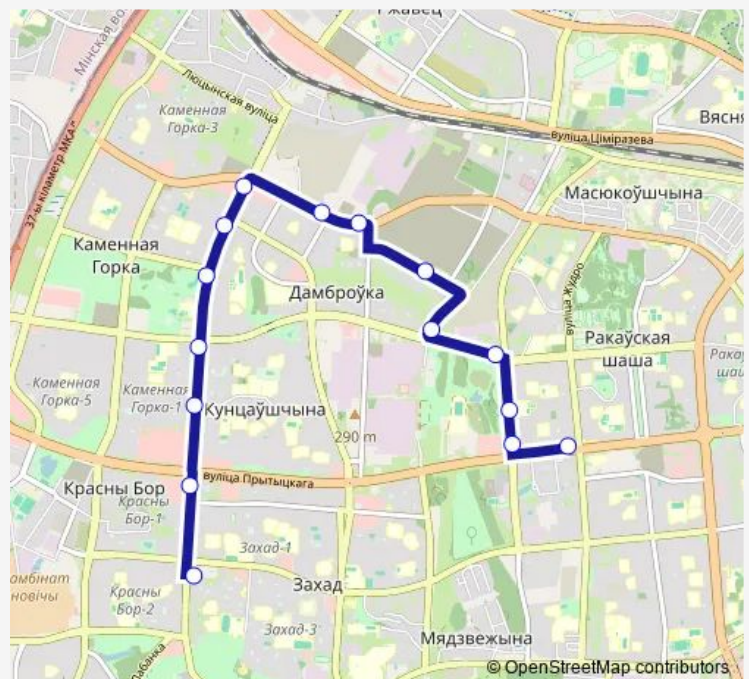 Ржавец
Мінская во
Люцынская вуліца
Каменная
Горка-3
37-ы кіламетр МКАД
вуліца Ціміразева
Вясня
Масюкоўшчына
Каменная
Горка
Дамброўка
вуліца Жудро
Ракаўская
шаша
Рака
ша
Каменная
Горка-5
Каменная
Горка-1
Кунцаўшчына
290 m
вуліца Прытыцкага
Красны Бор
Красны
Бор-1
Захад-1
амбінат
новічы
Красны
Бор-2
Захад
Захад-3
Мядзвежына
© OpenStreetMap contributors